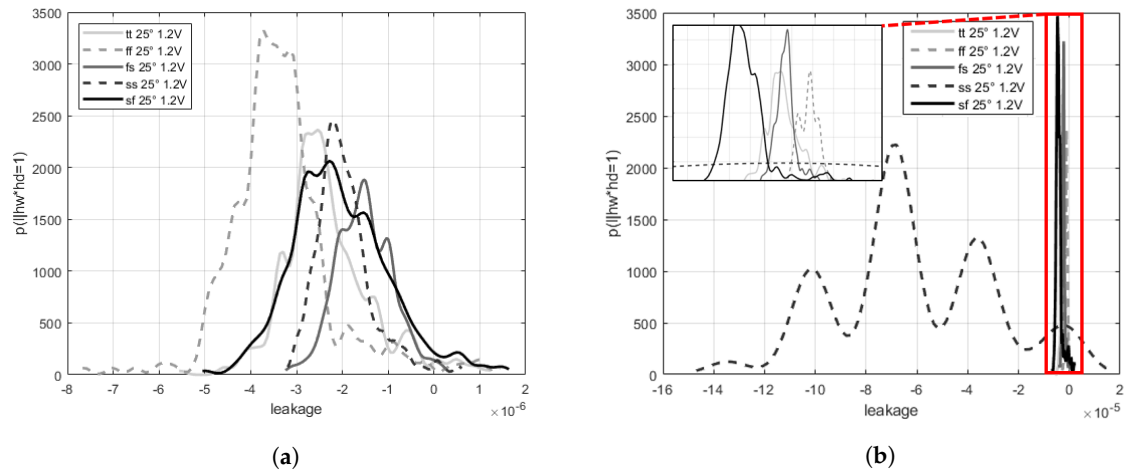 3500
3000
2500
2000
1500
1000
500
0
p(l|hw*hd=1)
tt 25° 1.2V
ff 25° 1.2V
fs 25° 1.2V
ss 25° 1.2V
sf 25° 1.2V
-8 -7 -6 -5 -4 -3 -2 -1 0 1 2
leakage
×10⁻⁶
(a)
3500
3000
2500
2000
1500
1000
500
0
p(l|hw*hd=1)
tt 25° 1.2V
ff 25° 1.2V
fs 25° 1.2V
ss 25° 1.2V
sf 25° 1.2V
-16 -14 -12 -10 -8 -6 -4 -2 0 2
leakage
×10⁻⁵
(b)